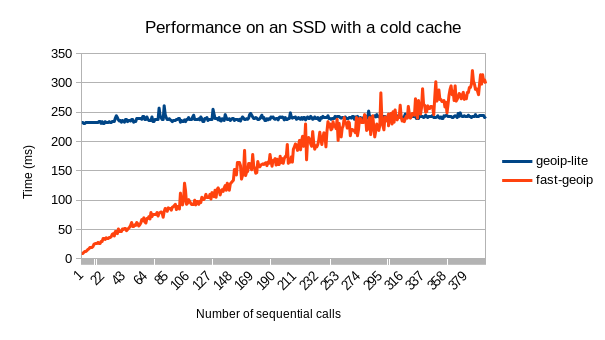 Performance on an SSD with a cold cache
350
300
250
200
150
100
50
0
Time (ms)
1 22 43 64 85 106 127 148 169 190 211 232 253 274 295 316 337 358 379
Number of sequential calls
geoip-lite
fast-geoip